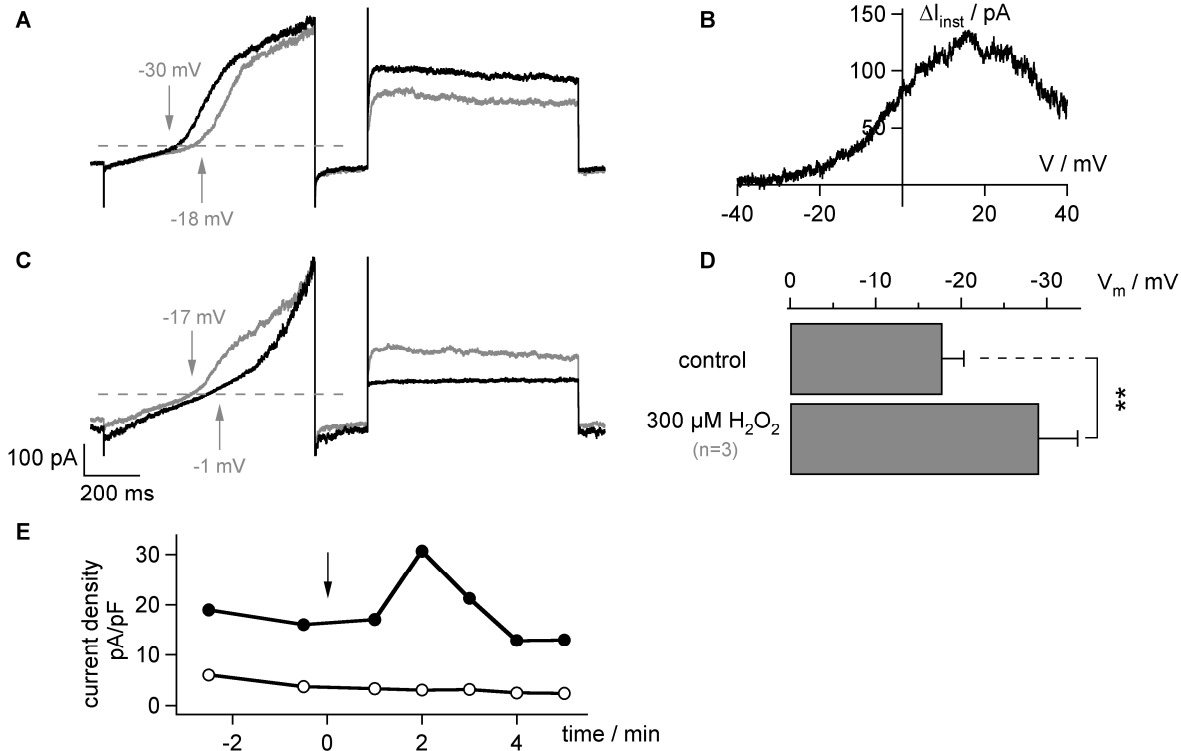 A
-30 mV
-18 mV
B
ΔI_inst / pA
150
100
50
V / mV
-40
-20
20
40
C
-17 mV
-1 mV
100 pA
200 ms
D
0
-10
-20
-30
V_m / mV
control
300 µM H₂O₂
(n=3)
**
E
current density
pA/pF
30
20
10
0
-2
0
2
4
time / min